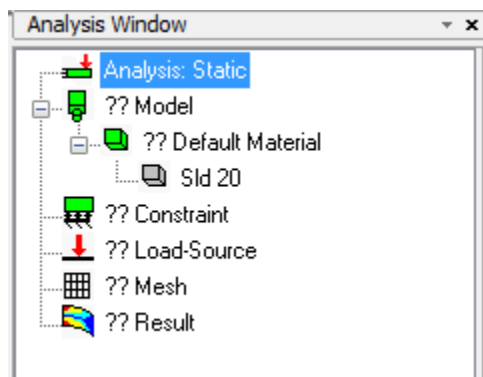 Analysis Window
Analysis: Static
?? Model
?? Default Material
Sld 20
?? Constraint
?? Load-Source
?? Mesh
?? Result